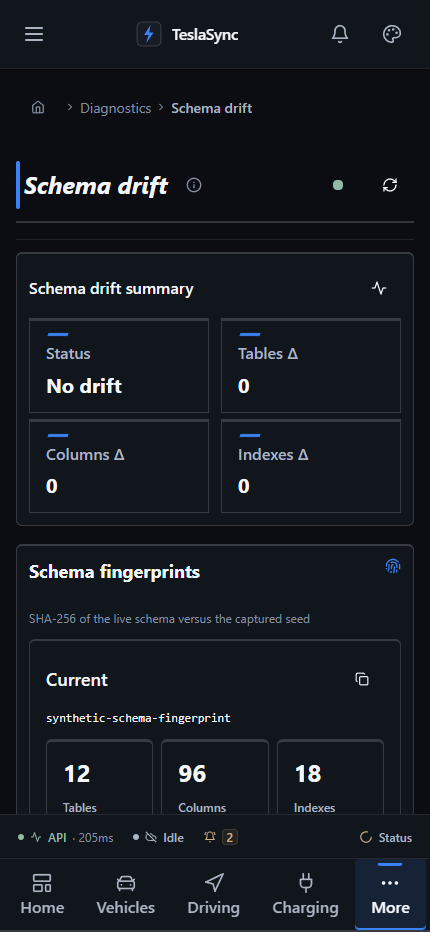 TeslaSync
Diagnostics Schema drift
Schema drift
Schema drift summary
Status
No drift
Tables Δ
0
Columns Δ
0
Indexes Δ
0
Schema fingerprints
SHA-256 of the live schema versus the captured seed
Current
synthetic-schema-fingerprint
12
Tables
96
Columns
18
Indexes
API · 205ms Idle 2 Status
Home Vehicles Driving Charging More